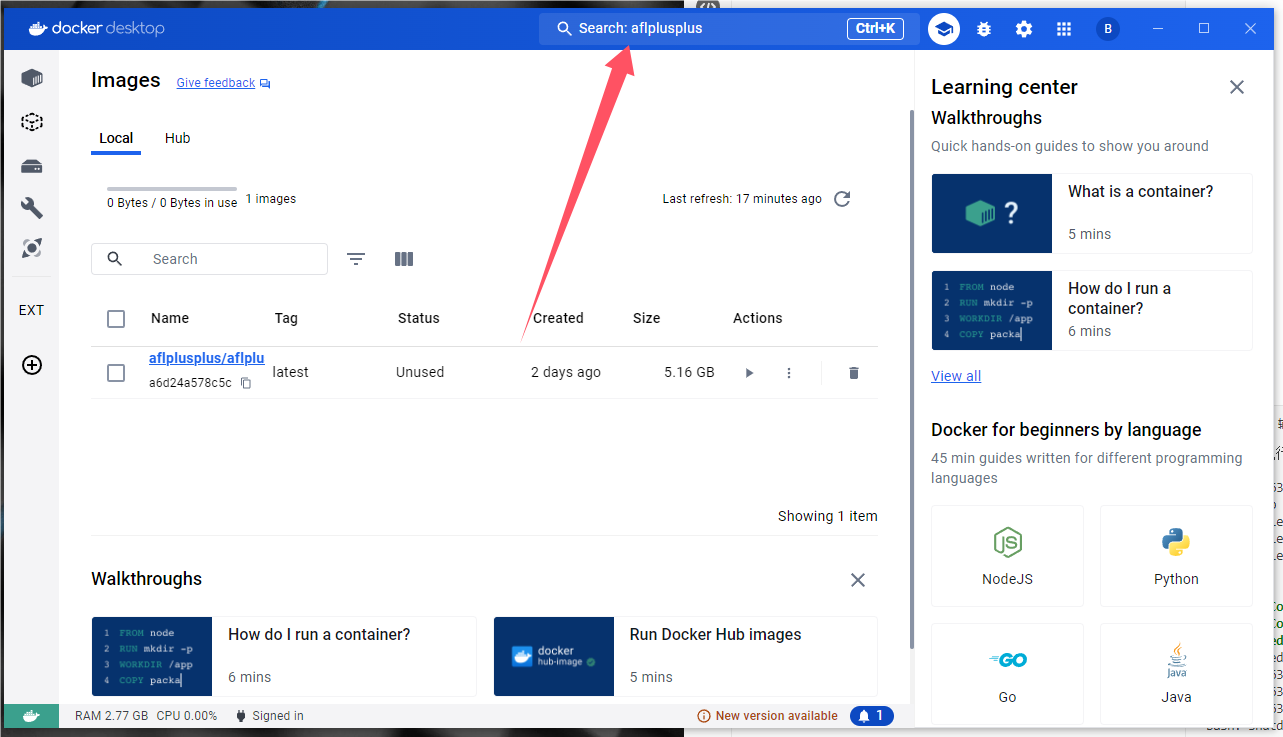 docker desktop
Search: aflplusplus
Ctrl+K
B
Images
Give feedback
Local
Hub
0 Bytes / 0 Bytes in use
1 images
Last refresh: 17 minutes ago
Search
Name
Tag
Status
Created
Size
Actions
aflplusplus/aflplu
latest
Unused
2 days ago
5.16 GB
a6d24a578c5c
Showing 1 item
Walkthroughs
1 FROM node
2 RUN mkdir -p
3 WORKDIR /app
4 COPY packa
How do I run a container?
6 mins
docker
hub-image
Run Docker Hub images
5 mins
EXT
RAM 2.77 GB
CPU 0.00%
Signed in
New version available
1
Learning center
Walkthroughs
Quick hands-on guides to show you around
?
What is a container?
5 mins
1 FROM node
2 RUN mkdir -p
3 WORKDIR /app
4 COPY packa
How do I run a
container?
6 mins
View all
Docker for beginners by language
45 min guides written for different programming
languages
JS
NodeJS
Python
GO
Go
Java
Java